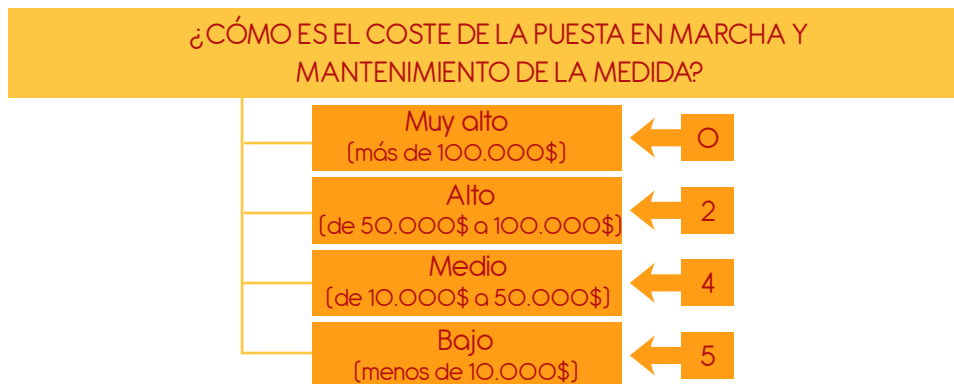 ¿CÓMO ES EL COSTE DE LA PUESTA EN MARCHA Y
MANTENIMIENTO DE LA MEDIDA?
Muy alto
(más de 100.000$)
0
Alto
(de 50.000$ a 100.000$)
2
Medio
(de 10.000$ a 50.000$)
4
Bajo
(menos de 10.000$)
5